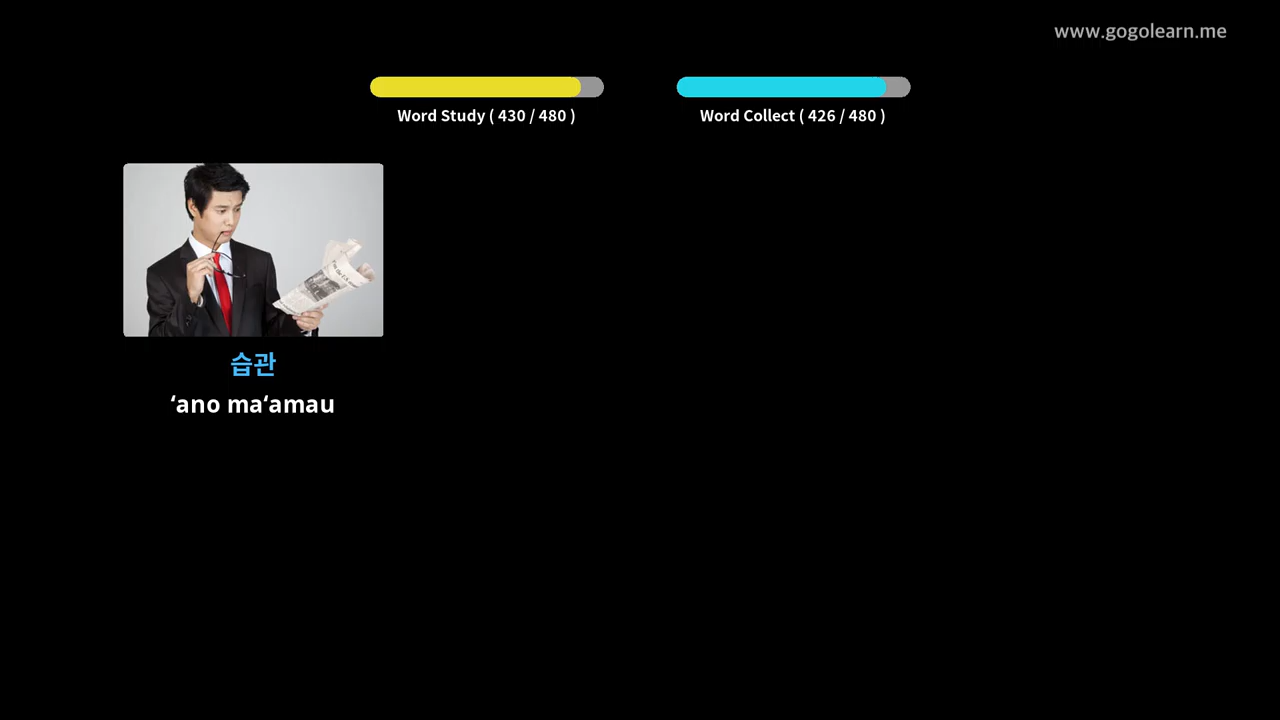 www.gogolearn.me
Word Study ( 430 / 480 )
Word Collect ( 426 / 480 )
습관
ʻano maʻamau